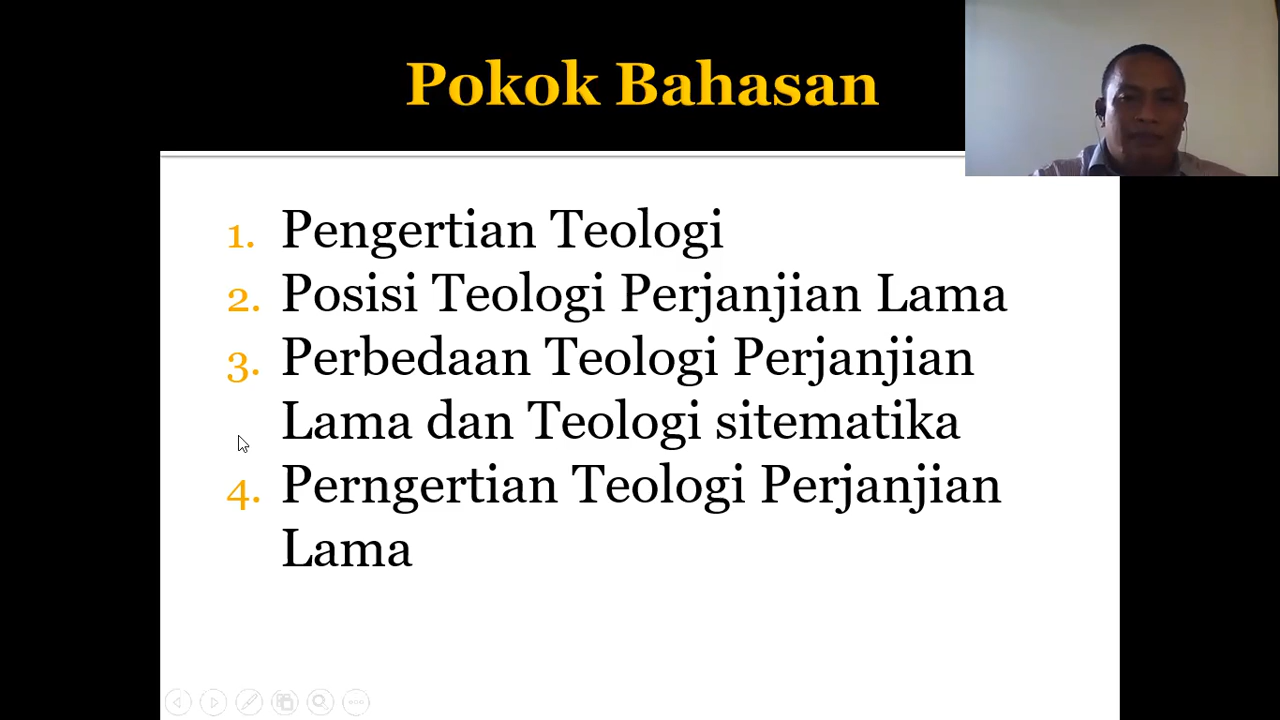 Pokok Bahasan
1. Pengertian Teologi
2. Posisi Teologi Perjanjian Lama
3. Perbedaan Teologi Perjanjian
Lama dan Teologi sitematika
4. Perngertian Teologi Perjanjian
Lama